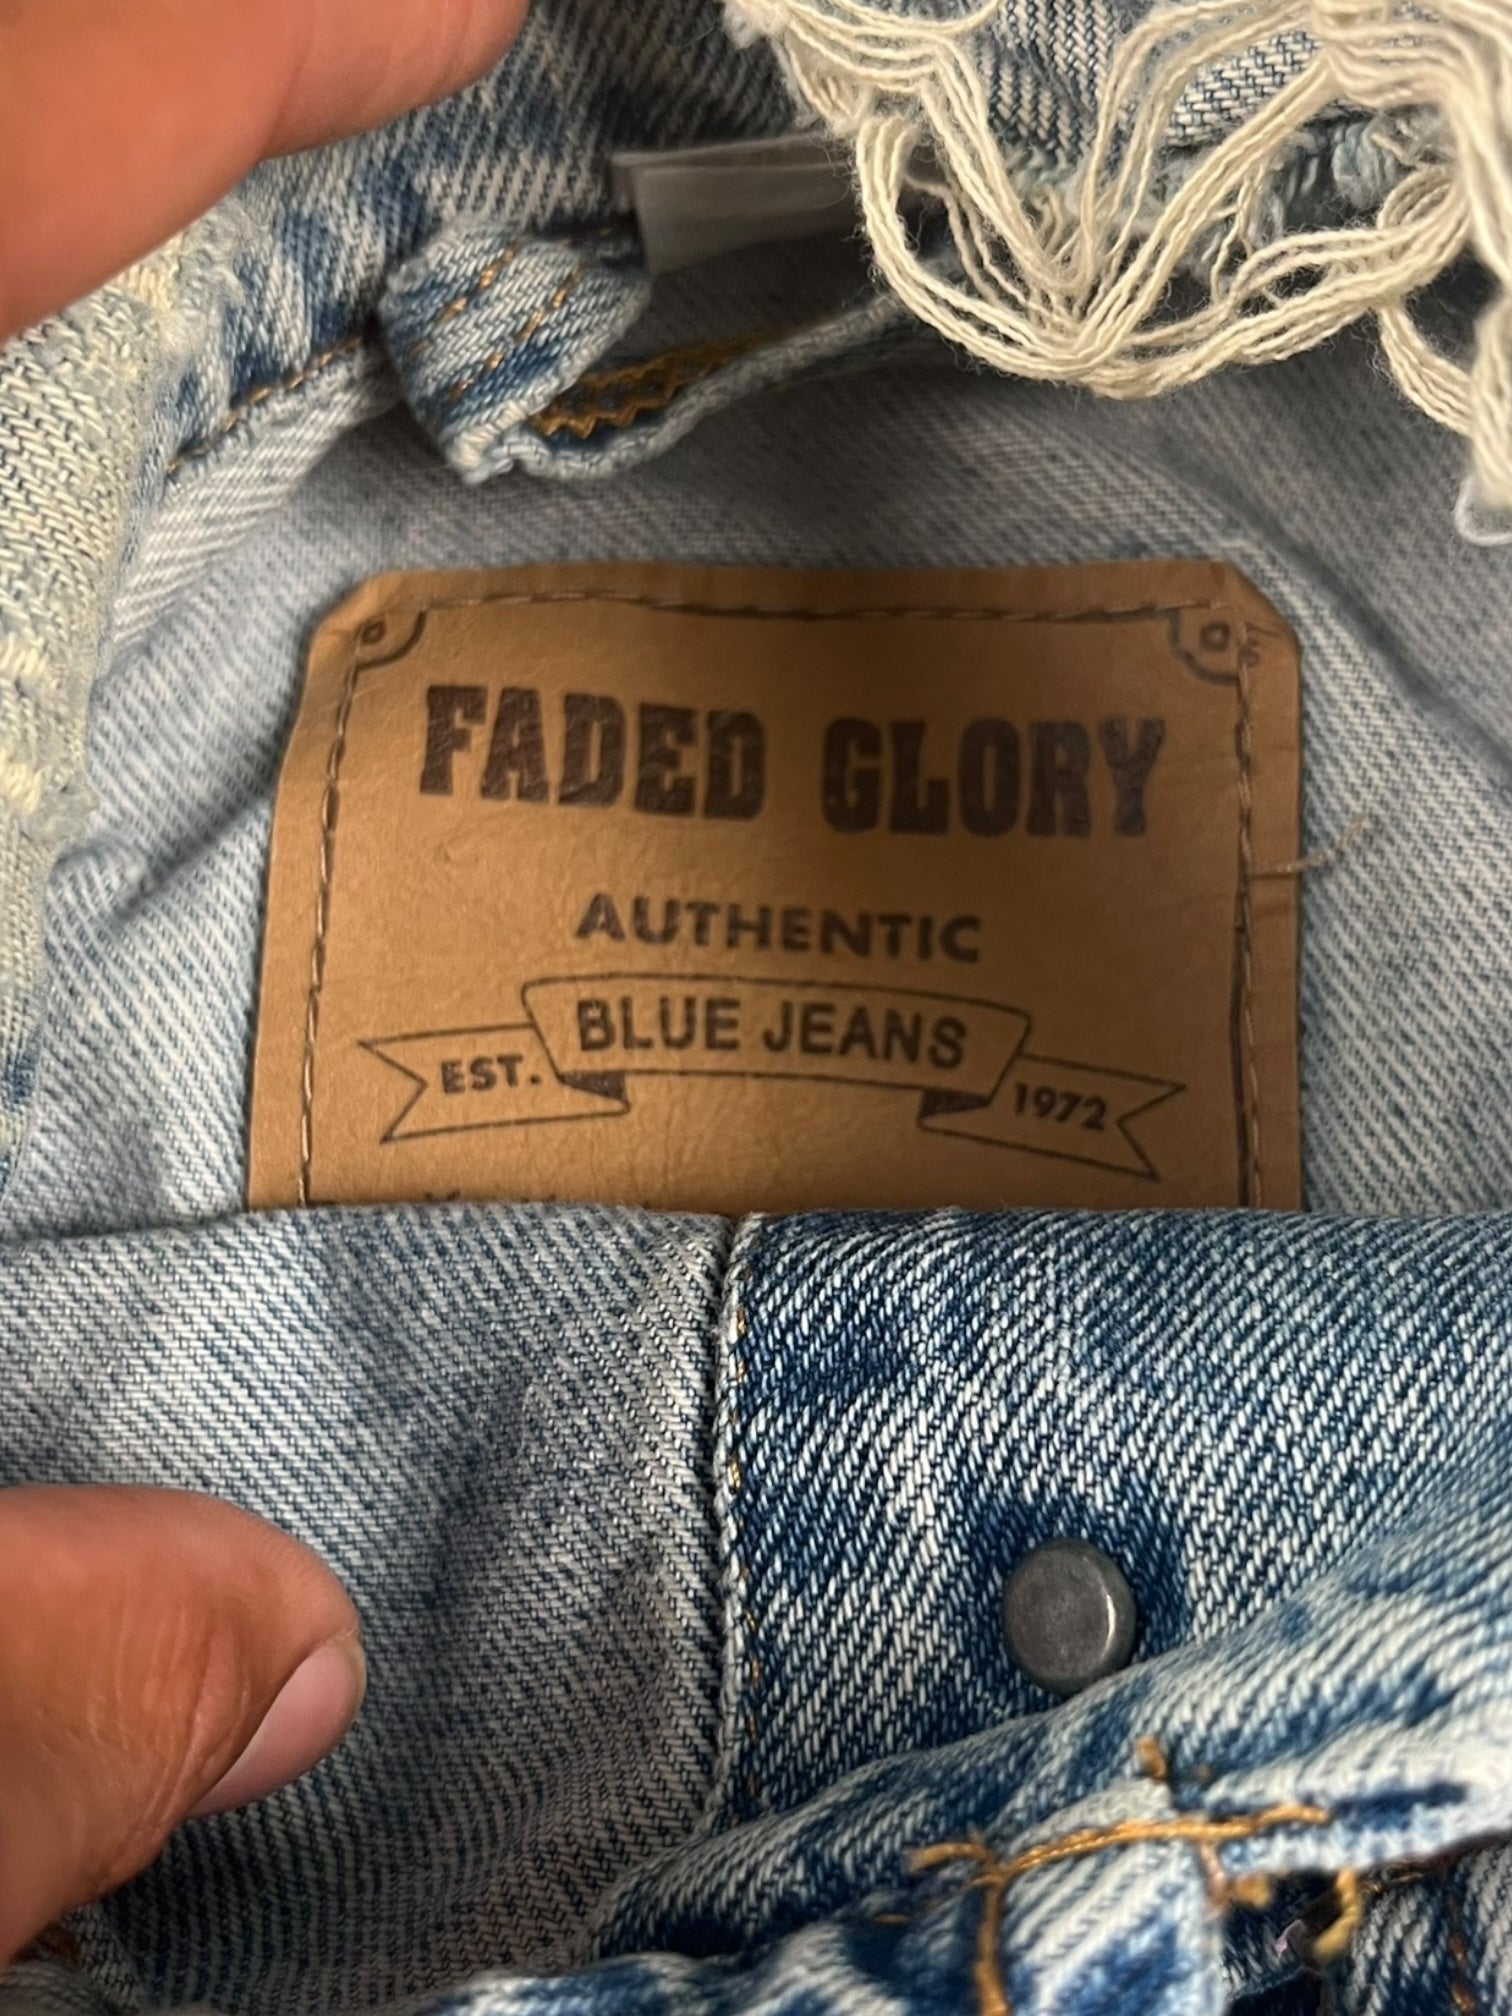 FADED GLORY
AUTHENTIC
BLUE JEANS
EST. 1972